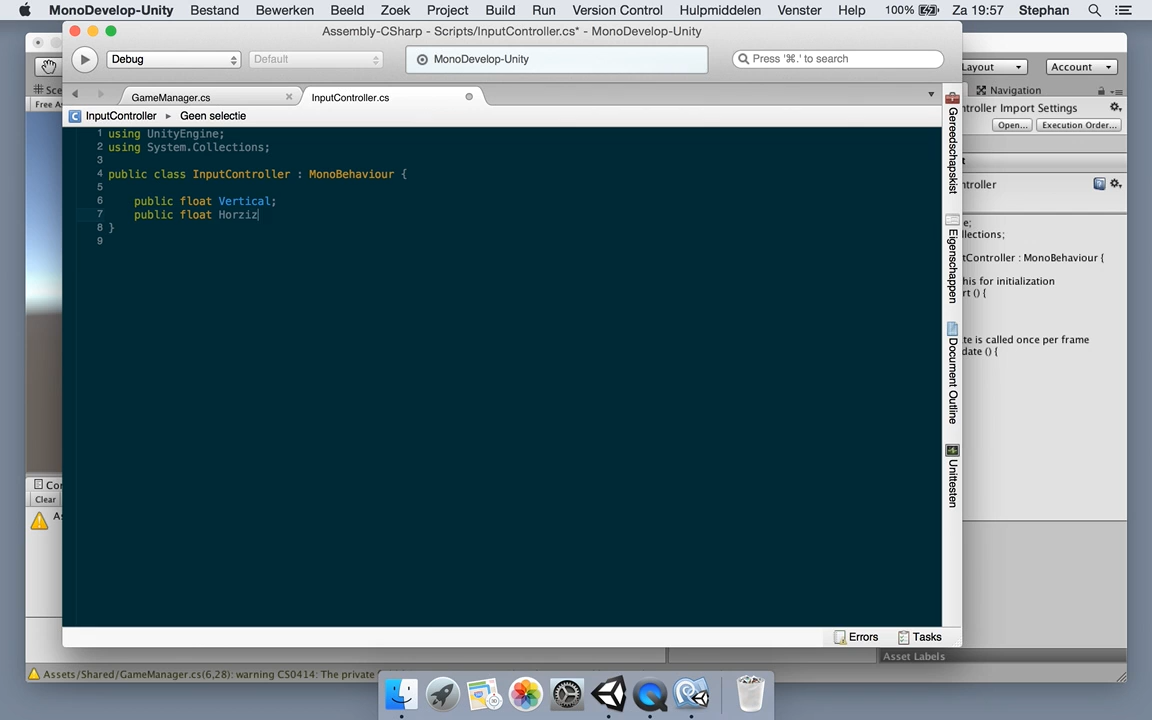 MonoDevelop-Unity Bestand Bewerken Beeld Zoek Project Build Run Version Control Hulpmiddelen Venster Help 100% Za 19:57 Stephan
Assembly-CSharp - Scripts/InputController.cs* - MonoDevelop-Unity
Debug Default MonoDevelop-Unity Press '⌘.' to search
GameManager.cs InputController.cs
InputController Geen selectie
1 using UnityEngine;
2 using System.Collections;
3
4 public class InputController : MonoBehaviour {
5
6 public float Vertical;
7 public float Horziz
8 }
9
Errors Tasks
Gereedschapskist
Eigenschappen
Document Outline
Unittesten
Sce
Free A
Co
Clear
As
Layout Account
Navigation
ntroller Import Settings
Open... Execution Order...
t
ntroller
e;
llections;
tController : MonoBehaviour {
his for initialization
rt () {
te is called once per frame
date () {
Asset Labels
Assets/Shared/GameManager.cs(6,28): warning CS0414: The private